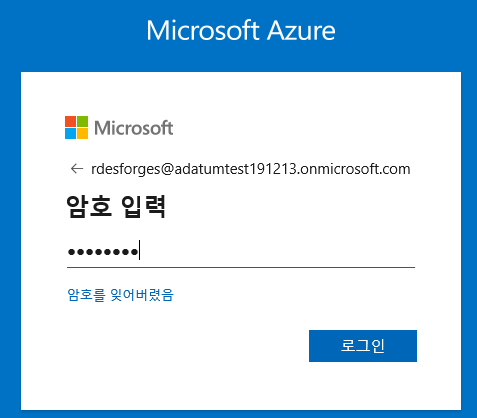 Microsoft Azure
Microsoft
← rdesforges@adatumtest191213.onmicrosoft.com
암호 입력
••••••••
암호를 잊어버렸음
로그인